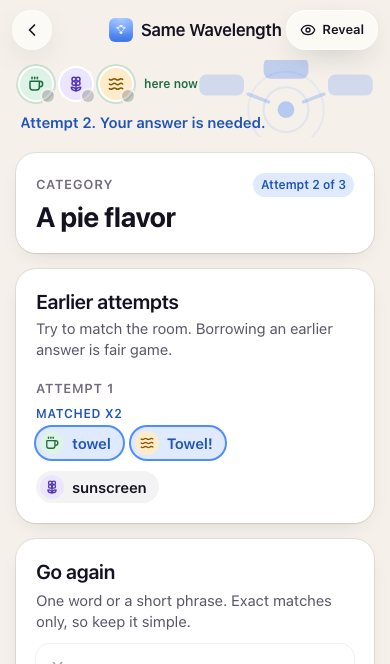 Same Wavelength
Reveal
here now
Attempt 2. Your answer is needed.
CATEGORY
Attempt 2 of 3
A pie flavor
Earlier attempts
Try to match the room. Borrowing an earlier
answer is fair game.
ATTEMPT 1
MATCHED X2
towel
Towel!
sunscreen
Go again
One word or a short phrase. Exact matches
only, so keep it simple.